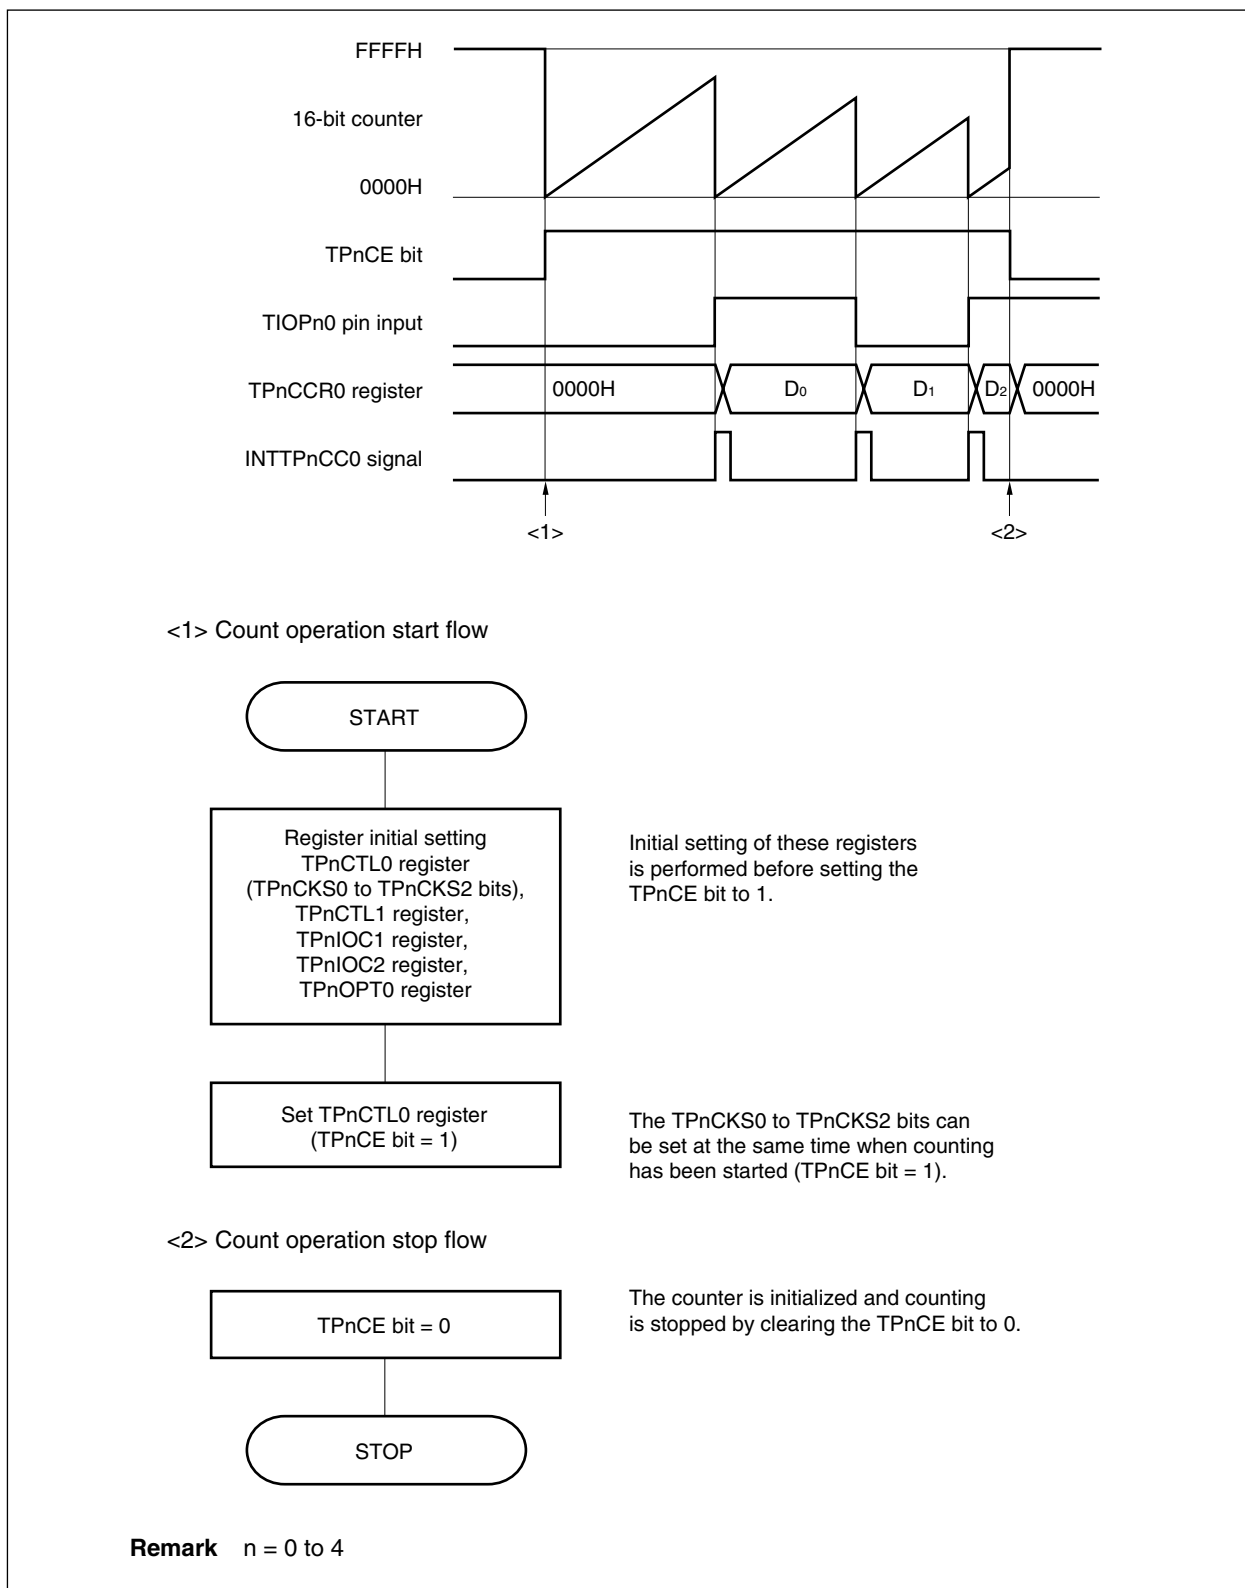 FFFFH
16-bit counter
0000H
TPnCE bit
TIOPn0 pin input
TPnCCR0 register
0000H
D0
D1
D2
0000H
INTTPnCC0 signal
<1>
<2>
<1> Count operation start flow
START
Register initial setting
TPnCTL0 register
(TPnCKS0 to TPnCKS2 bits),
TPnCTL1 register,
TPnIOC1 register,
TPnIOC2 register,
TPnOPT0 register
Initial setting of these registers
is performed before setting the
TPnCE bit to 1.
Set TPnCTL0 register
(TPnCE bit = 1)
The TPnCKS0 to TPnCKS2 bits can
be set at the same time when counting
has been started (TPnCE bit = 1).
<2> Count operation stop flow
TPnCE bit = 0
The counter is initialized and counting
is stopped by clearing the TPnCE bit to 0.
STOP
Remark n = 0 to 4